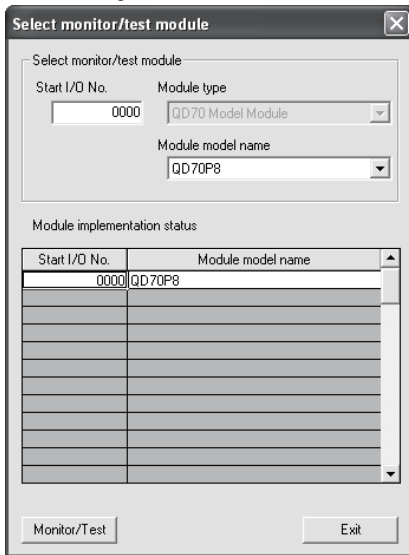 Select monitor/test module
Select monitor/test module
Start I/O No. Module type
0000 QD70 Model Module
Module model name
QD70P8
Module implementation status
Start I/O No. Module model name
0000 QD70P8
Monitor/Test Exit